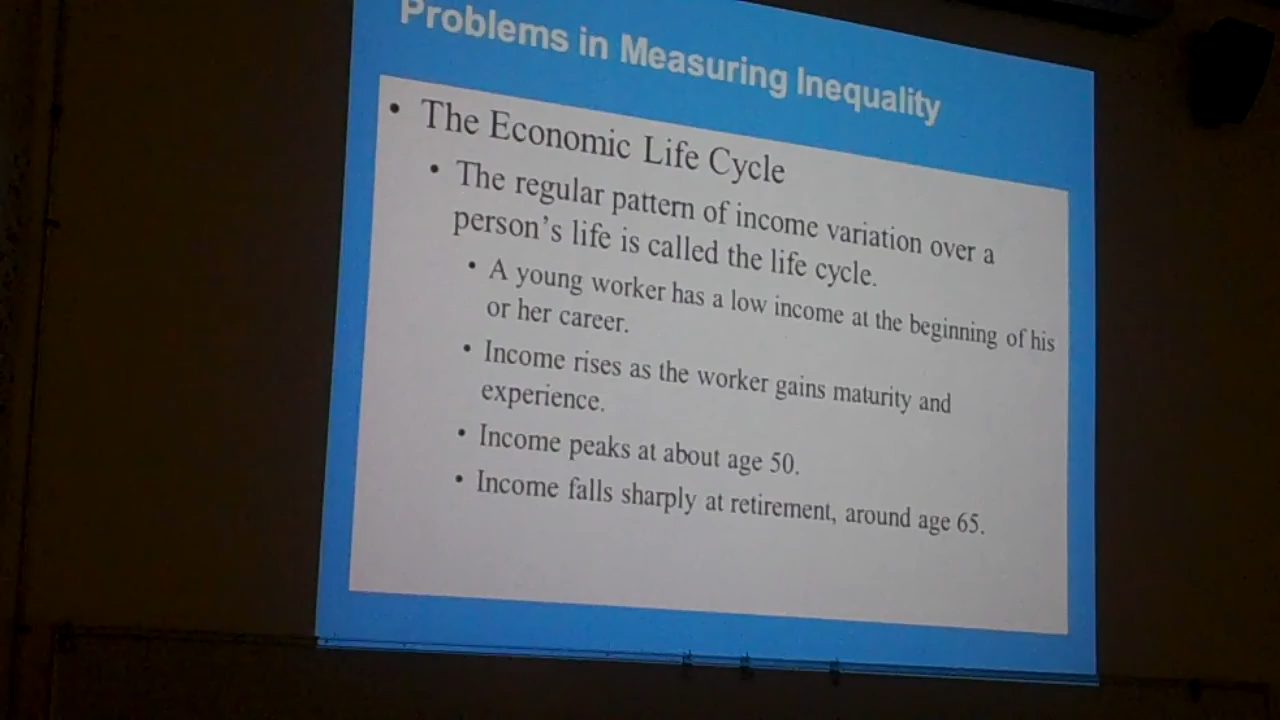 Problems in Measuring Inequality
• The Economic Life Cycle
• The regular pattern of income variation over a
person's life is called the life cycle.
• A young worker has a low income at the beginning of his
or her career.
• Income rises as the worker gains maturity and
experience.
• Income peaks at about age 50.
• Income falls sharply at retirement, around age 65.